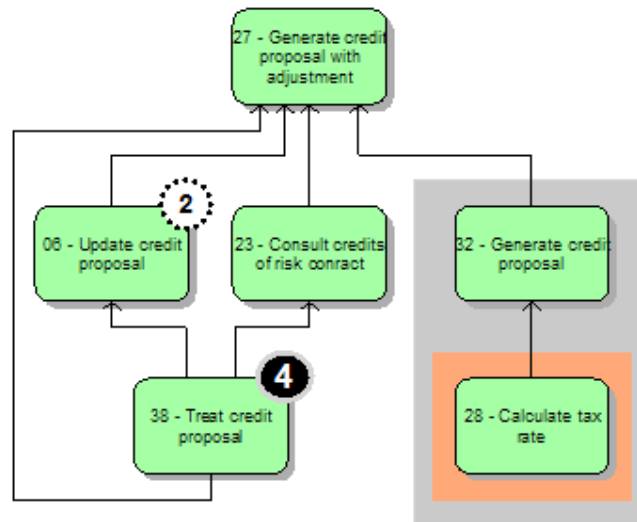 27 - Generate credit
proposal with
adjustment
2
06 - Update credit
proposal
23 - Consult credits
of risk conract
32 - Generate credit
proposal
4
38 - Treat credit
proposal
28 - Calculate tax
rate